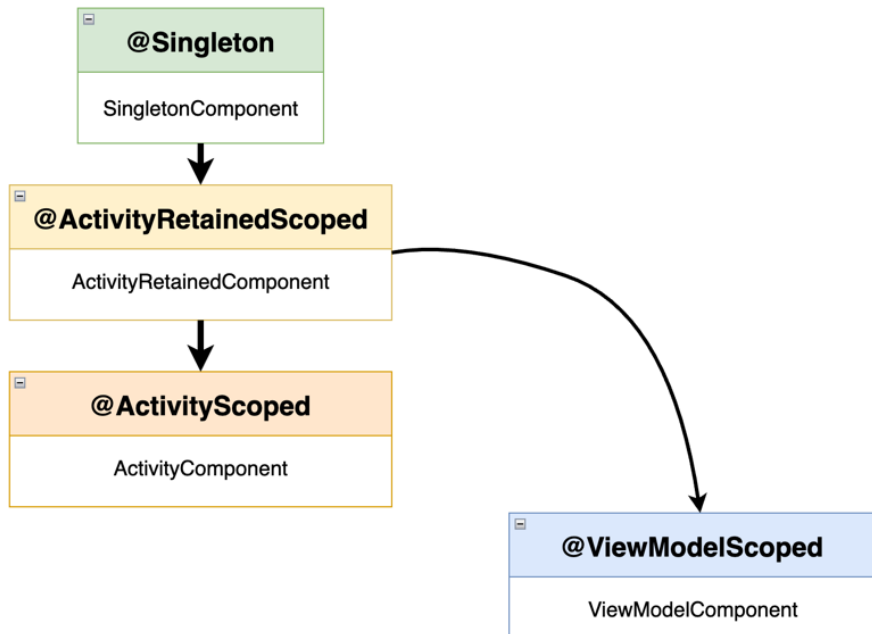 @Singleton
SingletonComponent
@ActivityRetainedScoped
ActivityRetainedComponent
@ActivityScoped
ActivityComponent
@ViewModelScoped
ViewModelComponent